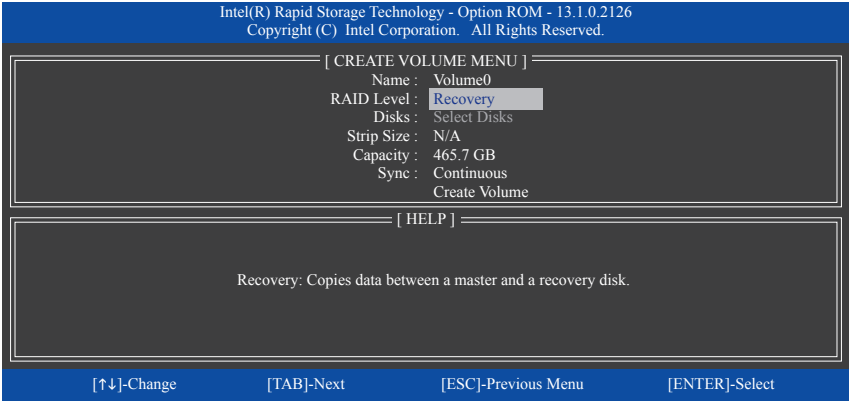 Intel(R) Rapid Storage Technology - Option ROM - 13.1.0.2126
Copyright (C) Intel Corporation. All Rights Reserved.
[ CREATE VOLUME MENU ]
Name : Volume0
RAID Level : Recovery
Disks : Select Disks
Strip Size : N/A
Capacity : 465.7 GB
Sync : Continuous
Create Volume
[ HELP ]
Recovery: Copies data between a master and a recovery disk.
[↑↓]-Change [TAB]-Next [ESC]-Previous Menu [ENTER]-Select